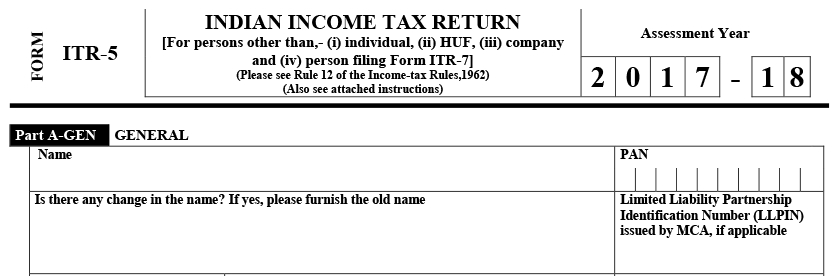 FORM
ITR-5
INDIAN INCOME TAX RETURN
[For persons other than,- (i) individual, (ii) HUF, (iii) company
and (iv) person filing Form ITR-7]
(Please see Rule 12 of the Income-tax Rules,1962)
(Also see attached instructions)
Assessment Year
2 0 1 7 - 1 8
Part A-GEN GENERAL
Name
PAN
Is there any change in the name? If yes, please furnish the old name
Limited Liability Partnership
Identification Number (LLPIN)
issued by MCA, if applicable